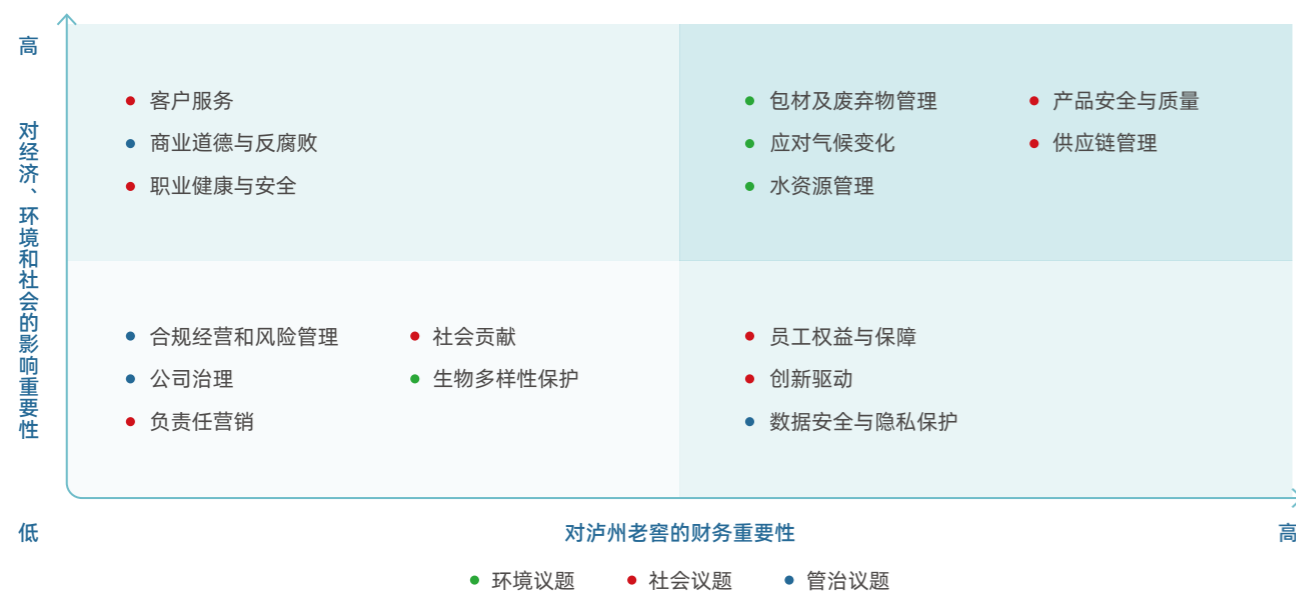 高
对经济、环境和社会的影响重要性
客户服务
商业道德与反腐败
职业健康与安全
包材及废弃物管理
应对气候变化
水资源管理
产品安全与质量
供应链管理
合规经营和风险管理
公司治理
负责任营销
社会贡献
生物多样性保护
员工权益与保障
创新驱动
数据安全与隐私保护
低
对泸州老窖的财务重要性
高
环境议题
社会议题
管治议题